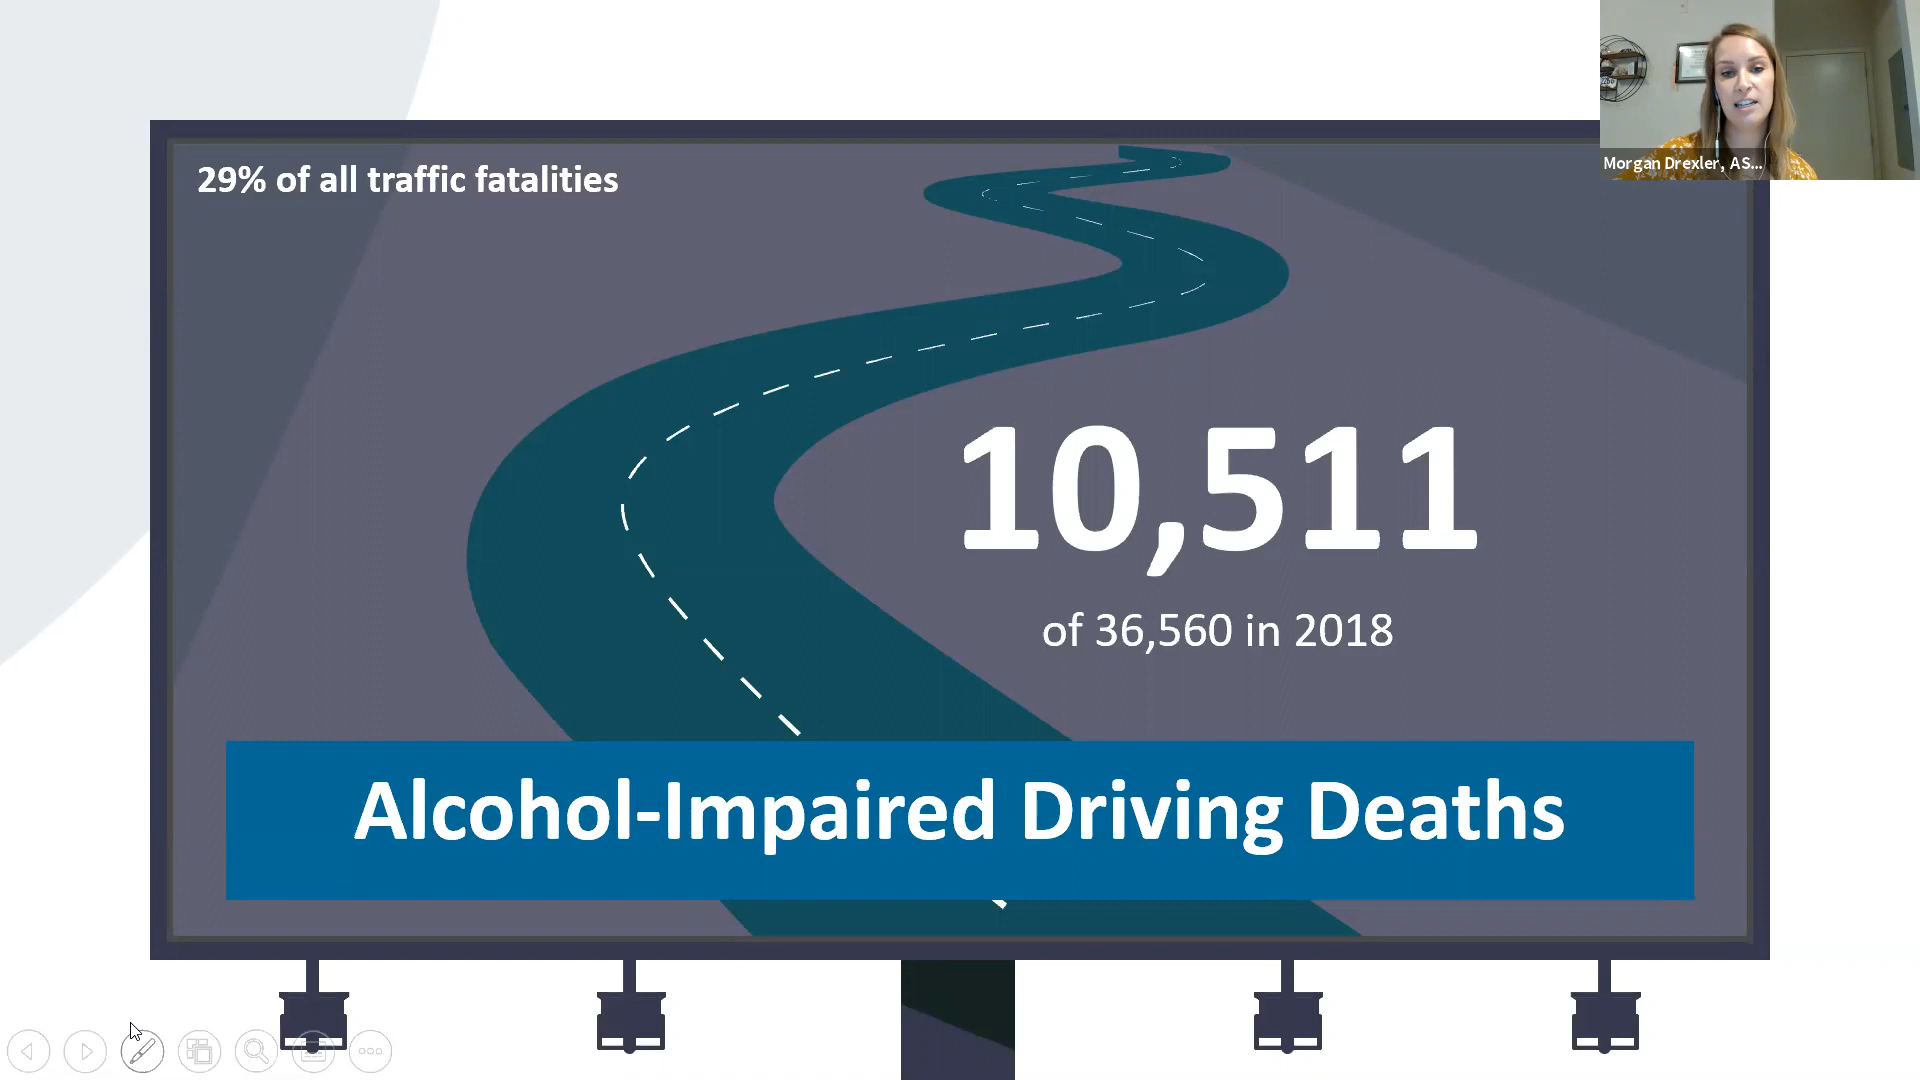 29% of all traffic fatalities
Morgan Drexler, AS...
10,511
of 36,560 in 2018
Alcohol-Impaired Driving Deaths